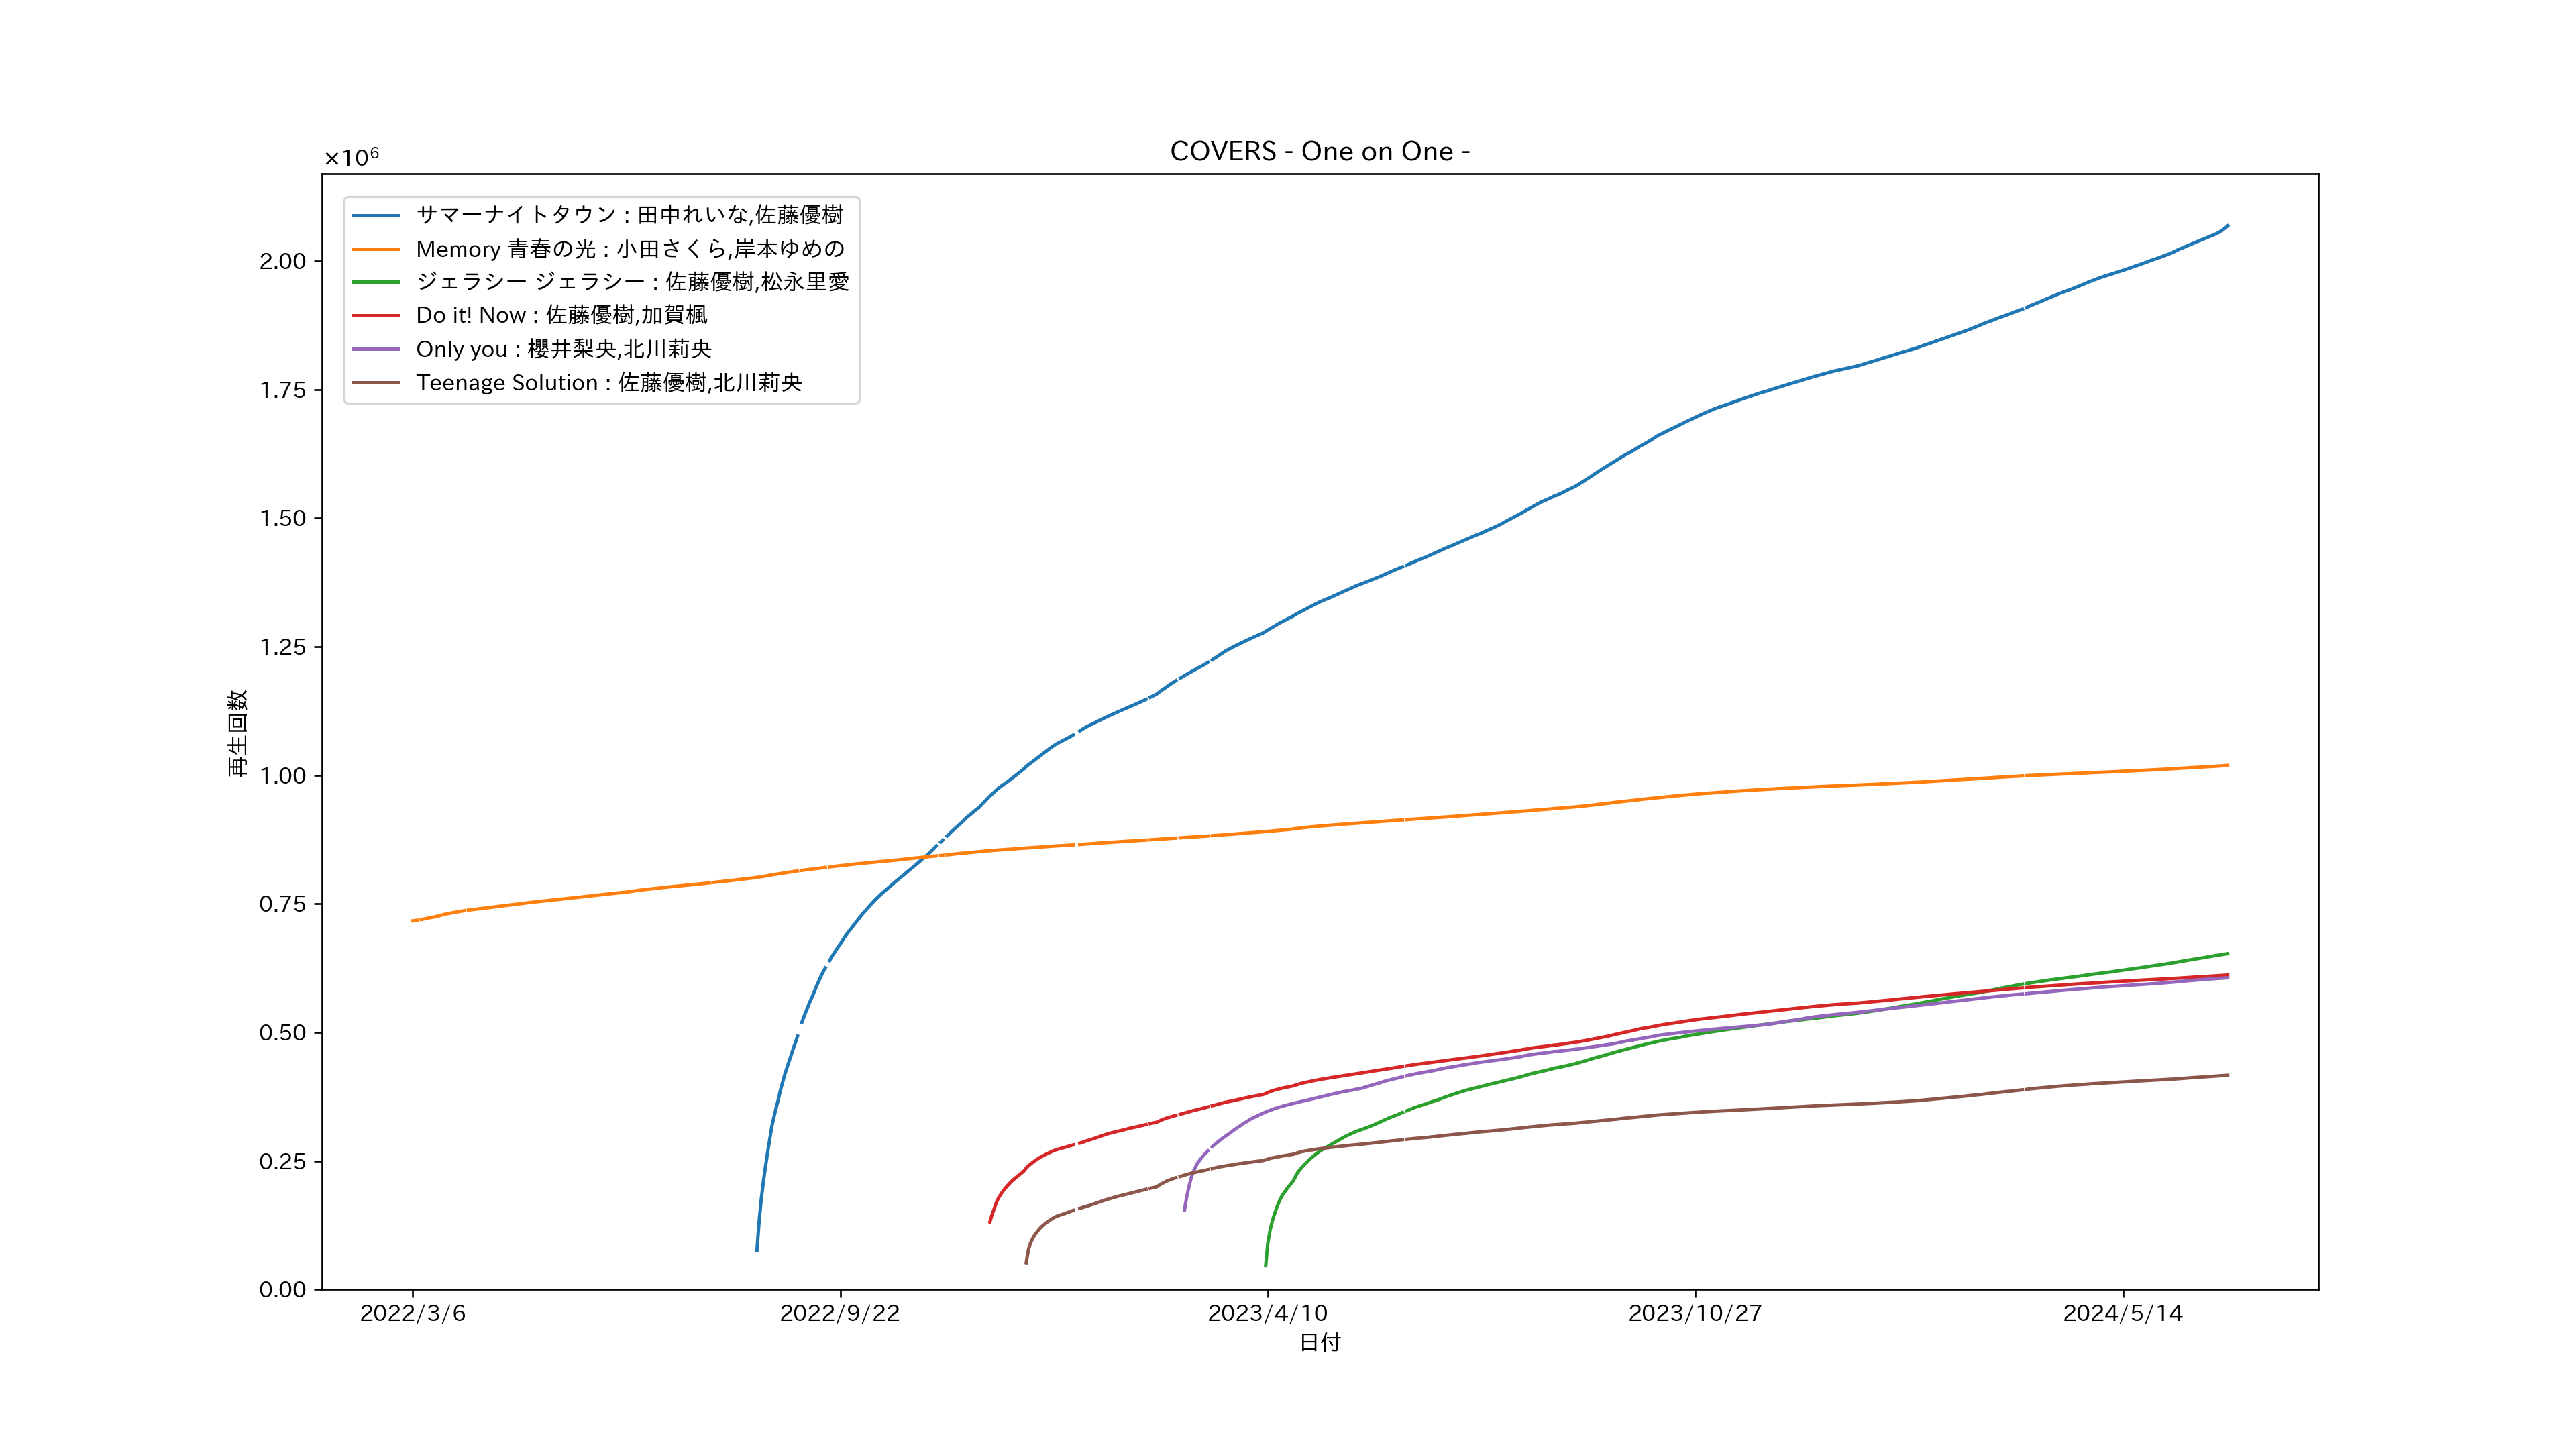 COVERS - One on One -
×10⁶
サマーナイトタウン : 田中れいな,佐藤優樹
Memory 青春の光 : 小田さくら,岸本ゆめの
ジェラシー ジェラシー : 佐藤優樹,松永里愛
Do it! Now : 佐藤優樹,加賀楓
Only you : 櫻井梨央,北川莉央
Teenage Solution : 佐藤優樹,北川莉央
2.00
1.75
1.50
1.25
1.00
0.75
0.50
0.25
0.00
再生回数
2022/3/6
2022/9/22
2023/4/10
2023/10/27
2024/5/14
日付